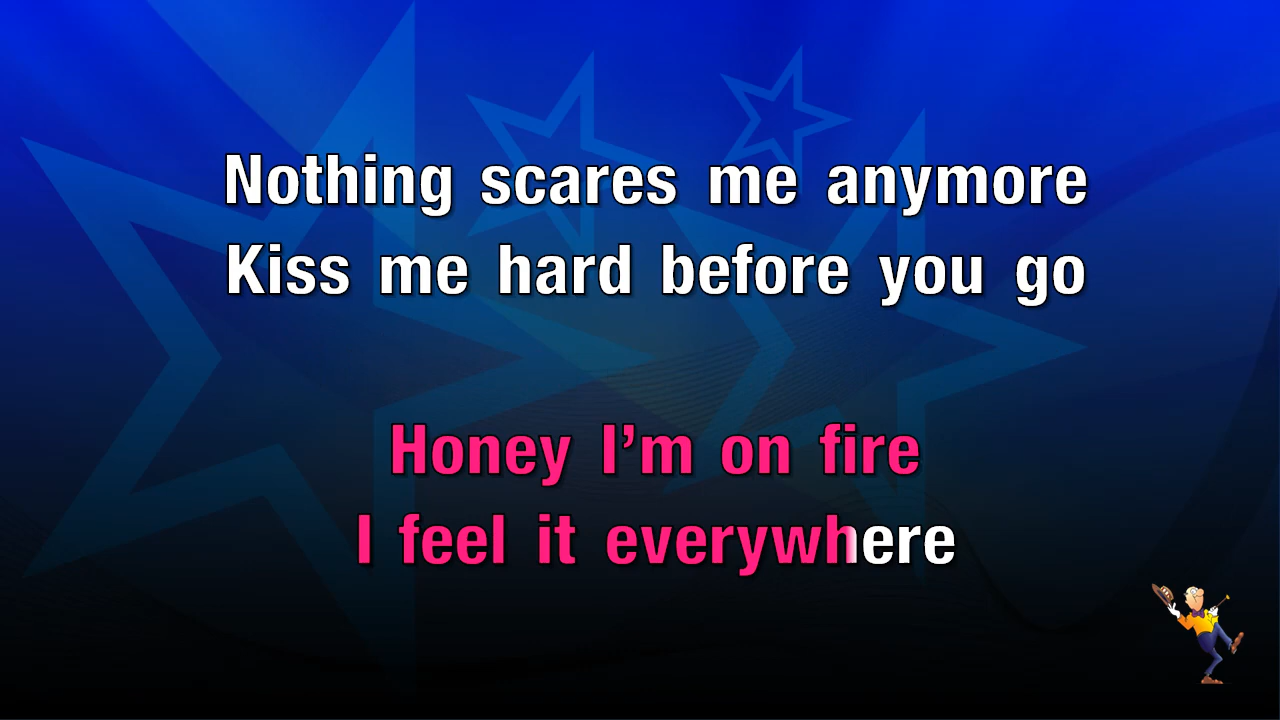 Nothing scares me anymore
Kiss me hard before you go
Honey I’m on fire
I feel it everywhere